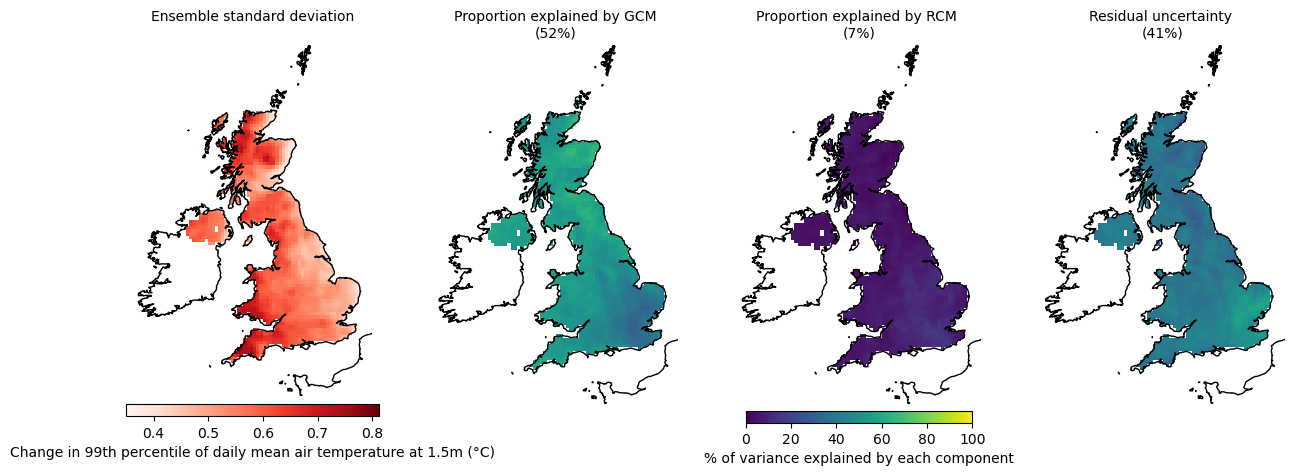 Ensemble standard deviation
Proportion explained by GCM
(52%)
Proportion explained by RCM
(7%)
Residual uncertainty
(41%)
0.4 0.5 0.6 0.7 0.8
Change in 99th percentile of daily mean air temperature at 1.5m (°C)
0 20 40 60 80 100
% of variance explained by each component